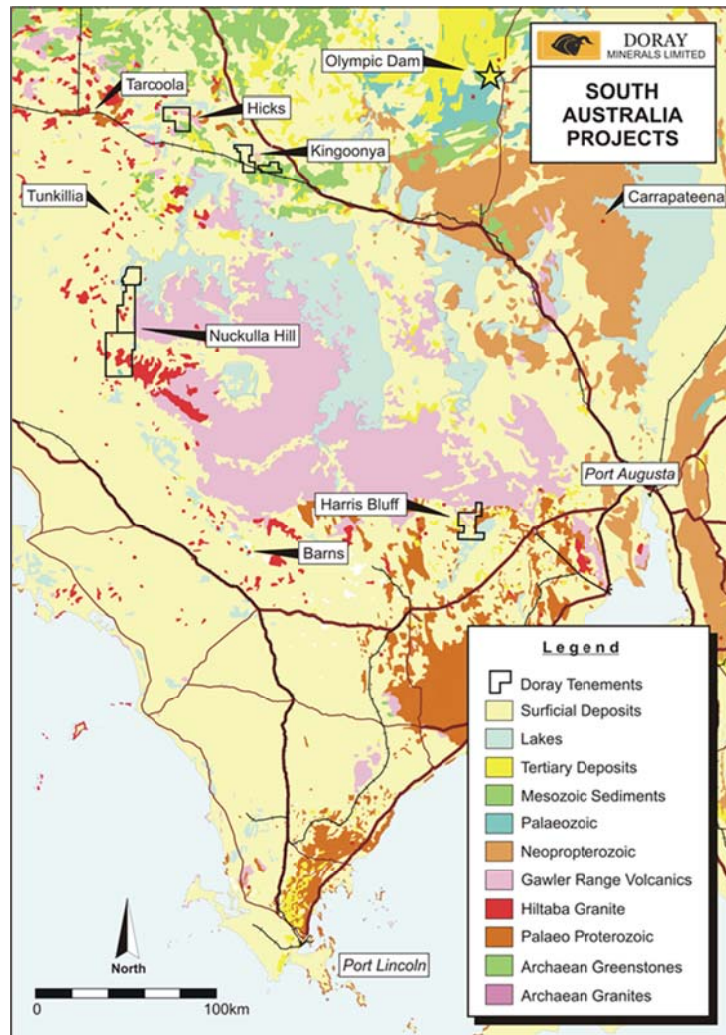 DORAY
MINERALS LIMITED
SOUTH
AUSTRALIA
PROJECTS
Olympic Dam
Tarcoola
Hicks
Kingoonya
Tunkillia
Carrapateena
Nuckulla Hill
Port Augusta
Harris Bluff
Barns
Legend
Doray Tenements
Surficial Deposits
Lakes
Tertiary Deposits
Mesozoic Sediments
Palaeozoic
Neopropterozoic
Gawler Range Volcanics
Hiltaba Granite
Palaeo Proterozoic
Archaean Greenstones
Archaean Granites
North
Port Lincoln
0 100km